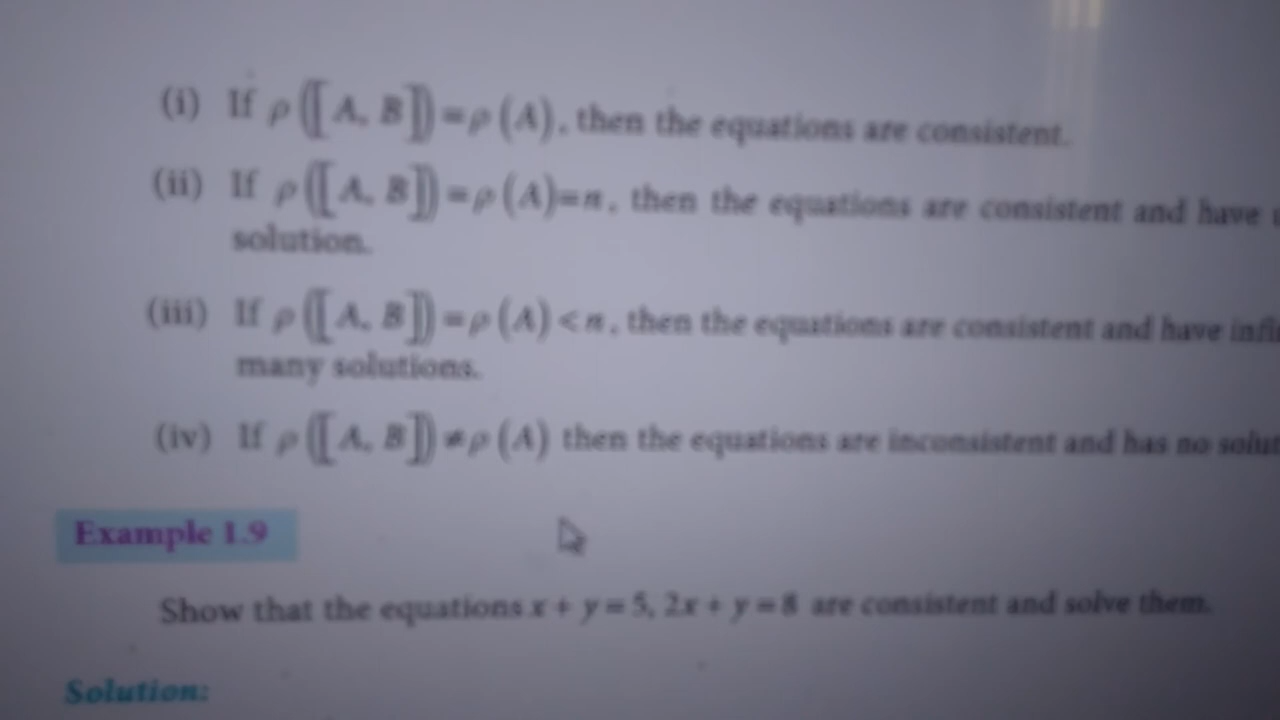 (i) If ρ([A, B]) = ρ(A), then the equations are consistent.
(ii) If ρ([A, B]) = ρ(A)=n, then the equations are consistent and have
solution.
(iii) If ρ([A, B]) = ρ(A) < n, then the equations are consistent and have
many solutions.
(iv) If ρ([A, B]) ≠ ρ(A) then the equations are inconsistent and has no
Example 1.9
Show that the equations x + y = 5, 2x + y = 8 are consistent and solve them.
Solution: